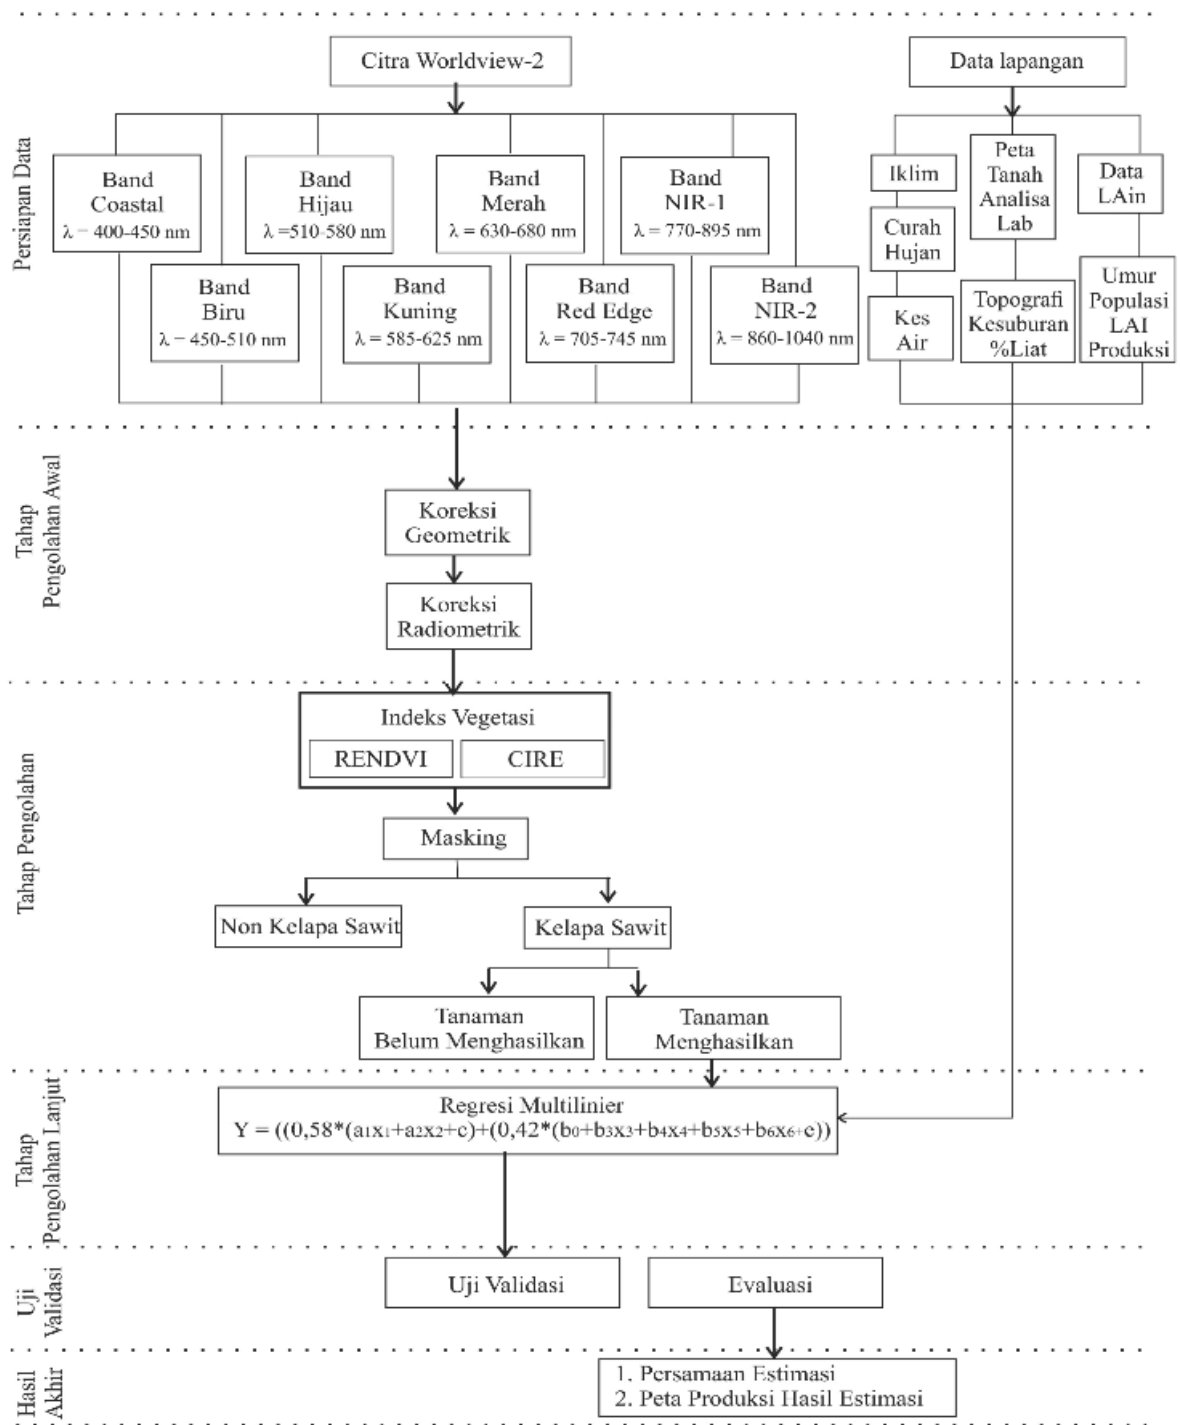 Citra Worldview-2
Data lapangan
Persiapan Data
Band
Coastal
λ = 400-450 nm
Band
Hijau
λ =510-580 nm
Band
Merah
λ = 630-680 nm
Band
NIR-1
λ = 770-895 nm
Band
Biru
λ = 450-510 nm
Band
Kuning
λ = 585-625 nm
Band
Red Edge
λ = 705-745 nm
Band
NIR-2
λ = 860-1040 nm
Iklim
Curah
Hujan
Kes
Air
Peta
Tanah
Analisa
Lab
Topografi
Kesuburan
%Liat
Data
LAin
Umur
Populasi
LAI
Produksi
Tahap
Pengolahan Awal
Koreksi
Geometrik
Koreksi
Radiometrik
Tahap Pengolahan
Indeks Vegetasi
RENDVI
CIRE
Masking
Non Kelapa Sawit
Kelapa Sawit
Tanaman
Belum Menghasilkan
Tanaman
Menghasilkan
Tahap
Pengolahan Lanjut
Regresi Multilinier
Y = ((0,58*(a1x1+a2x2+c)+(0,42*(b0+b3x3+b4x4+b5x5+b6x6+e))
Uji
Validasi
Uji Validasi
Evaluasi
Hasil
Akhir
1. Persamaan Estimasi
2. Peta Produksi Hasil Estimasi